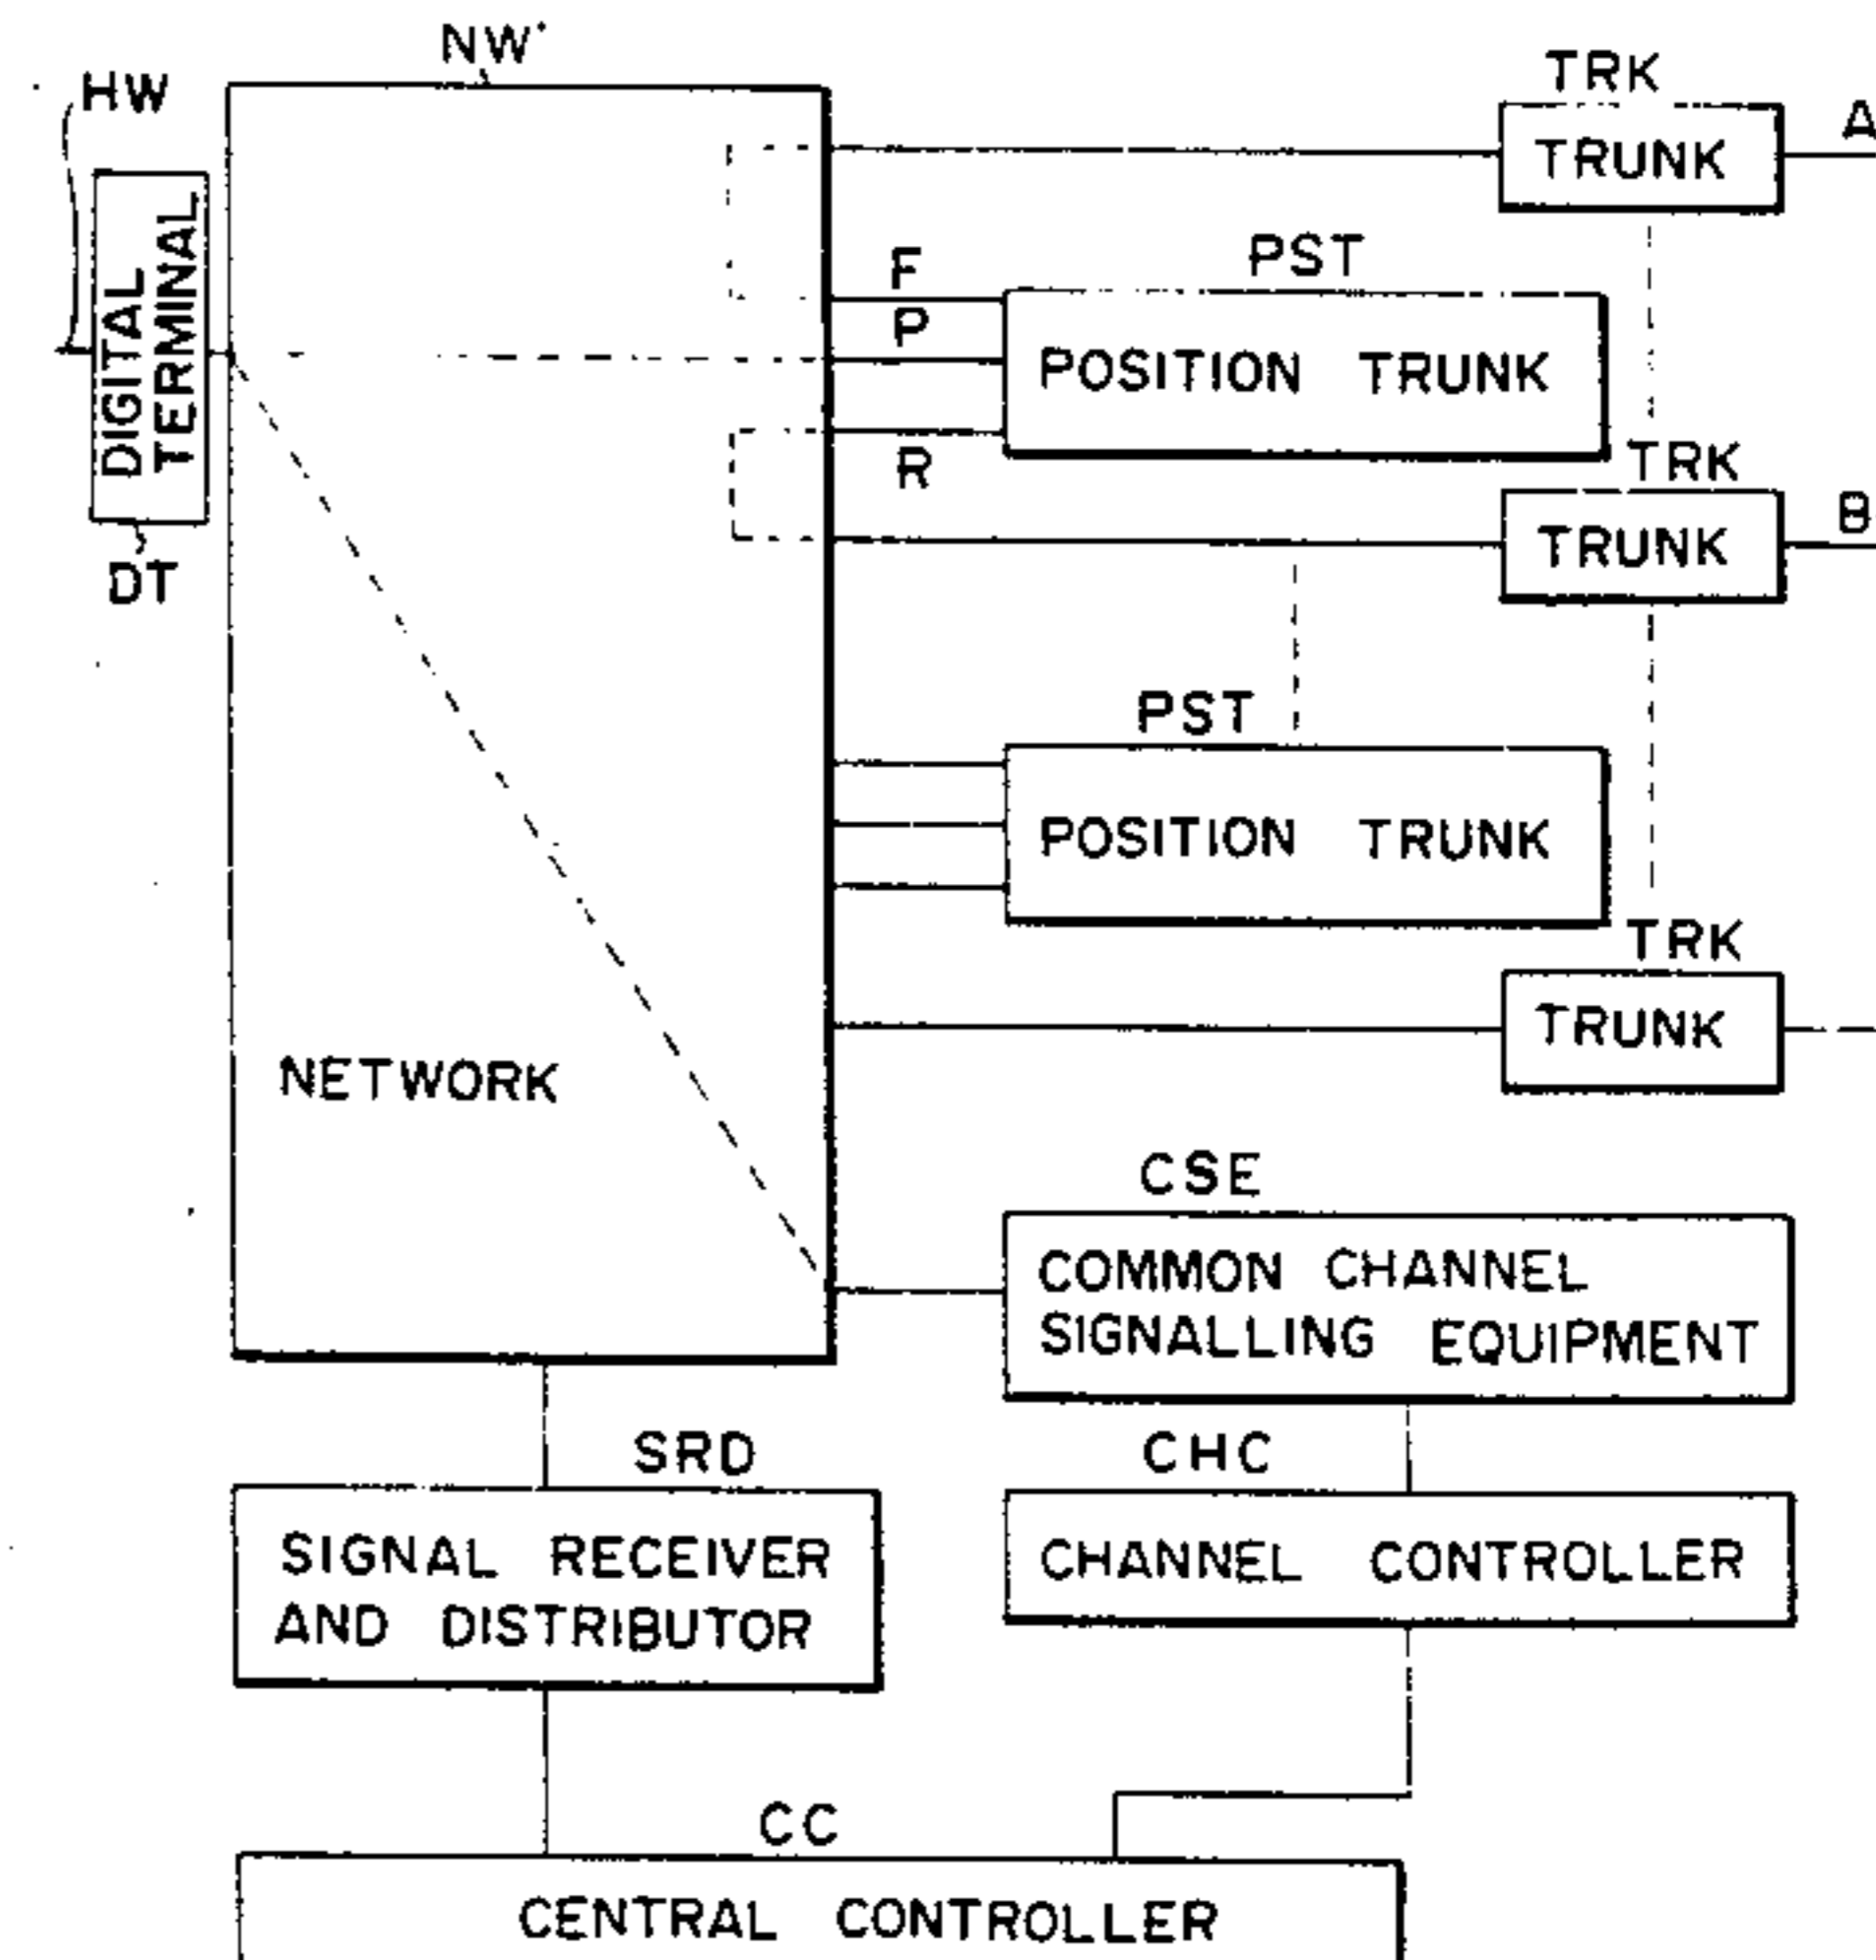 NW'
HW
TRK
TRUNK
A
DIGITAL
TERMINAL
DT
F
P
R
PST
POSITION TRUNK
TRK
TRUNK
B
PST
POSITION TRUNK
TRK
TRUNK
NETWORK
CSE
COMMON CHANNEL
SIGNALLING EQUIPMENT
SRD
SIGNAL RECEIVER
AND DISTRIBUTOR
CHC
CHANNEL CONTROLLER
CC
CENTRAL CONTROLLER